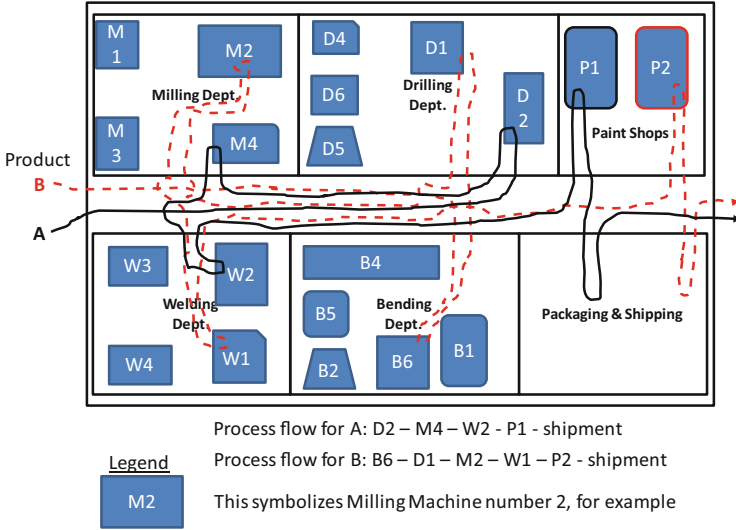 M
1
M2
Milling Dept.
M
3
M4
D4
D1
D6
Drilling
Dept.
D
2
D5
P1
P2
Paint Shops
Product
B
A
W3
W2
Welding
Dept.
W4
W1
B4
B5
Bending
Dept.
B2
B6
B1
Packaging & Shipping
Process flow for A: D2 – M4 – W2 - P1 - shipment
Process flow for B: B6 – D1 – M2 – W1 – P2 - shipment
Legend
M2
This symbolizes Milling Machine number 2, for example